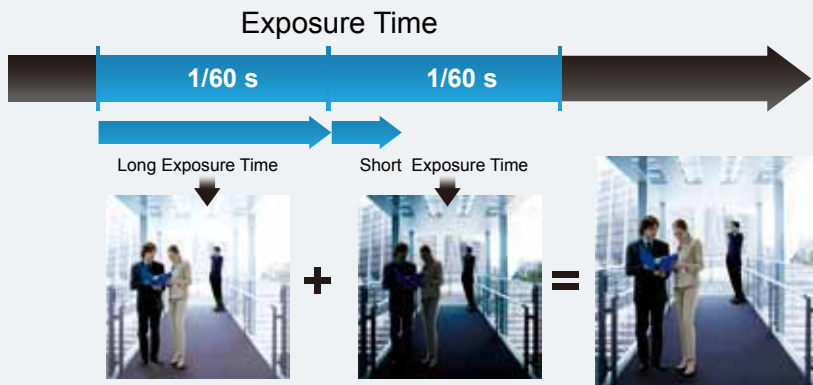 Exposure Time
1/60 s 1/60 s
Long Exposure Time Short Exposure Time
+ =